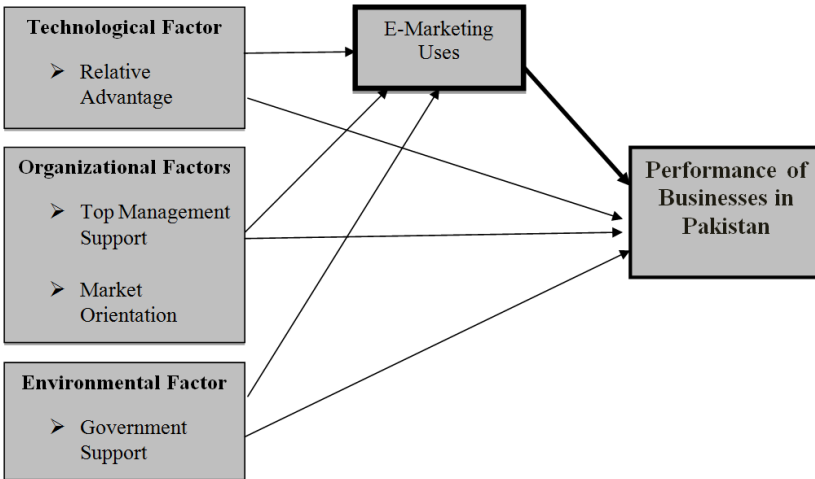 Technological Factor
➢ Relative
Advantage
Organizational Factors
➢ Top Management
Support
➢ Market
Orientation
Environmental Factor
➢ Government
Support
E-Marketing
Uses
Performance of
Businesses in
Pakistan